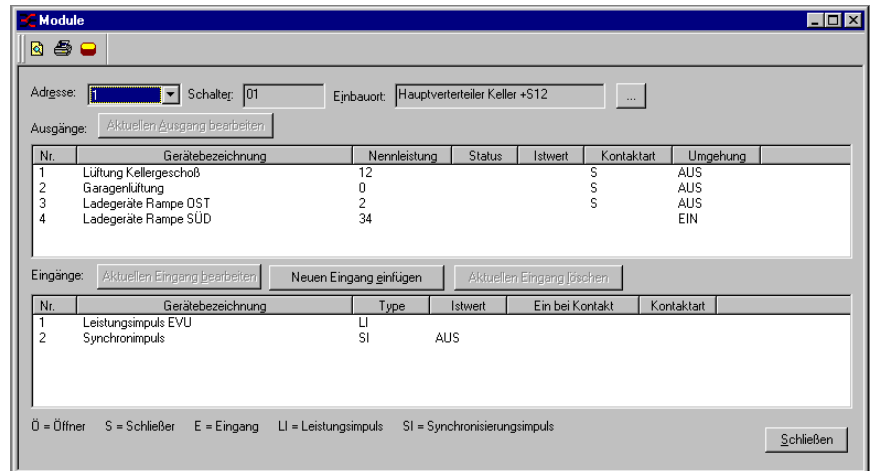 Module
Adresse: 1 Schalter: 01 Einbauort: Hauptverterteiler Keller +S12 ...
Ausgänge: Aktuellen Ausgang bearbeiten
Nr. Gerätebezeichnung Nennleistung Status Istwert Kontaktart Umgehung
1 Lüftung Kellergeschoß 12 S AUS
2 Garagenlüftung 0 S AUS
3 Ladegeräte Rampe OST 2 S AUS
4 Ladegeräte Rampe SÜD 34 EIN
Eingänge: Aktuellen Eingang bearbeiten Neuen Eingang einfügen Aktuellen Eingang löschen
Nr. Gerätebezeichnung Type Istwert Ein bei Kontakt Kontaktart
1 Leistungsimpuls EVU LI
2 Synchronimpuls SI AUS
Ö = Öffner S = Schließer E = Eingang LI = Leistungsimpuls SI = Synchronisierungsimpuls
Schließen